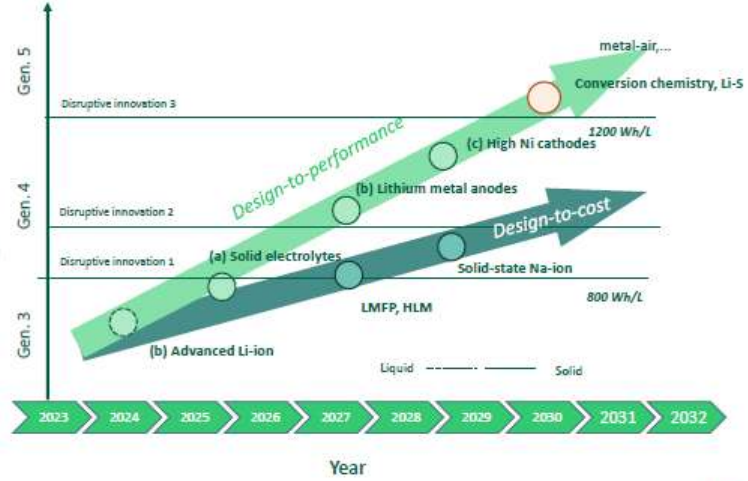 Gen. 5
Gen. 4
Gen. 3
metal-air,...
Conversion chemistry, Li-S
Disruptive innovation 3
1200 Wh/L
(c) High Ni cathodes
Design-to-performance
(b) Lithium metal anodes
Disruptive innovation 2
Design-to-cost
(a) Solid electrolytes
Disruptive innovation 1
Solid-state Na-ion
800 Wh/L
LMFP, HLM
(b) Advanced Li-ion
Liquid
Solid
2023 2024 2025 2026 2027 2028 2029 2030 2031 2032
Year